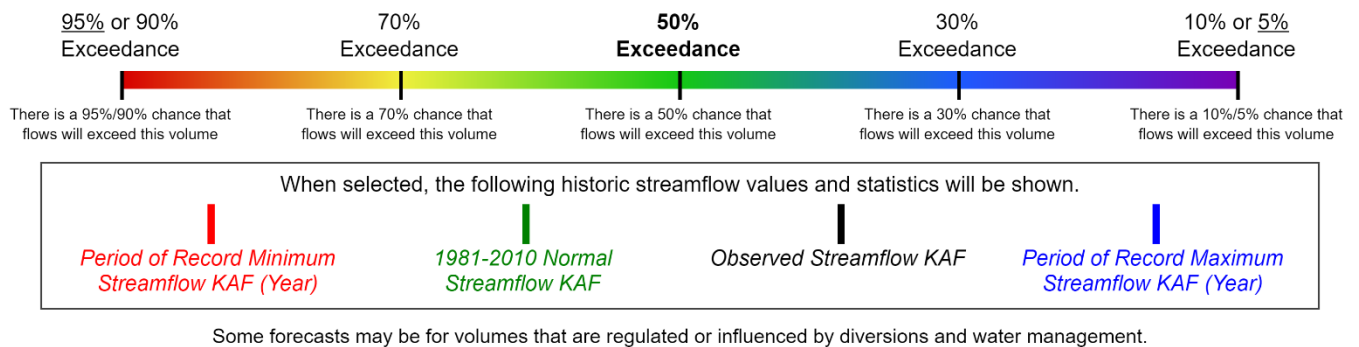 95% or 90%
Exceedance
70%
Exceedance
50%
Exceedance
30%
Exceedance
10% or 5%
Exceedance
There is a 95%/90% chance that
flows will exceed this volume
There is a 70% chance that
flows will exceed this volume
There is a 50% chance that
flows will exceed this volume
There is a 30% chance that
flows will exceed this volume
There is a 10%/5% chance that
flows will exceed this volume
When selected, the following historic streamflow values and statistics will be shown.
Period of Record Minimum
Streamflow KAF (Year)
1981-2010 Normal
Streamflow KAF
Observed Streamflow KAF
Period of Record Maximum
Streamflow KAF (Year)
Some forecasts may be for volumes that are regulated or influenced by diversions and water management.